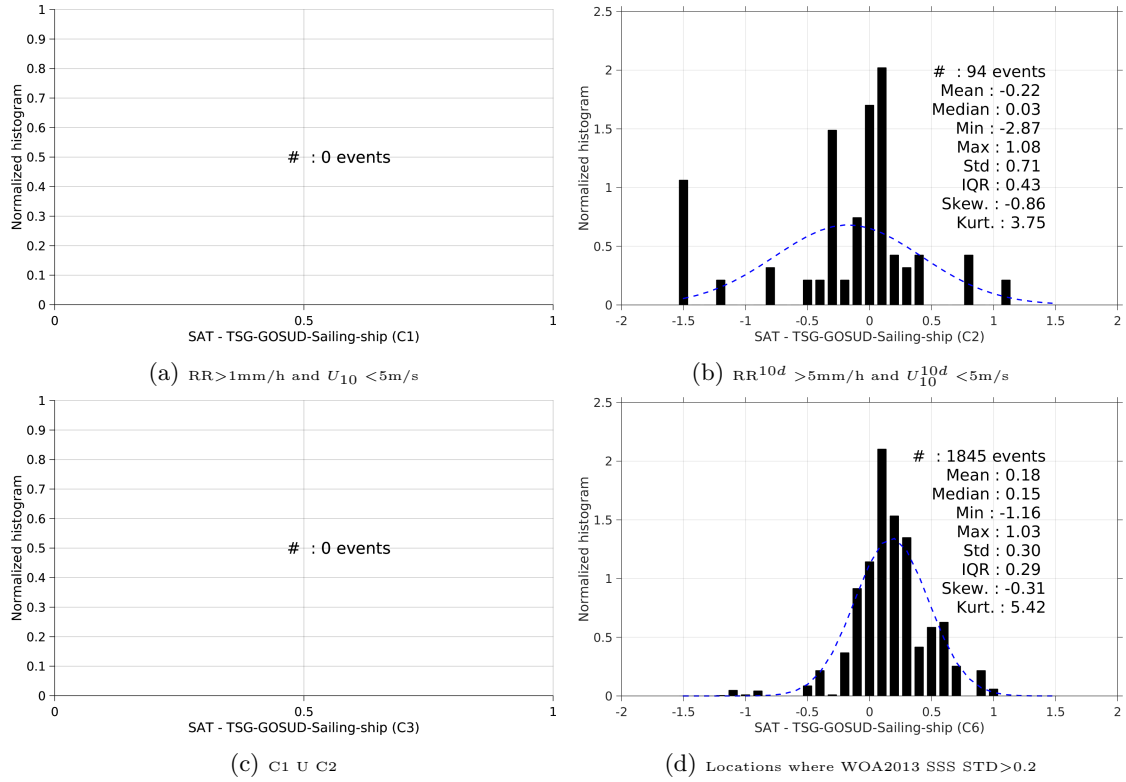 1
0.9
0.8
0.7
0.6
0.5
0.4
0.3
0.2
0.1
0
Normalized histogram
# : 0 events
0 0.5 1
SAT - TSG-GOSUD-Sailing-ship (C1)
(a) RR>1mm/h and U10 <5m/s
2.5
2
1.5
1
0.5
0
Normalized histogram
# : 94 events
Mean : -0.22
Median : 0.03
Min : -2.87
Max : 1.08
Std : 0.71
IQR : 0.43
Skew. : -0.86
Kurt. : 3.75
-2 -1.5 -1 -0.5 0 0.5 1 1.5 2
SAT - TSG-GOSUD-Sailing-ship (C2)
(b) RR10d >5mm/h and U10d10 <5m/s
1
0.9
0.8
0.7
0.6
0.5
0.4
0.3
0.2
0.1
0
Normalized histogram
# : 0 events
0 0.5 1
SAT - TSG-GOSUD-Sailing-ship (C3)
(c) C1 U C2
2.5
2
1.5
1
0.5
0
Normalized histogram
# : 1845 events
Mean : 0.18
Median : 0.15
Min : -1.16
Max : 1.03
Std : 0.30
IQR : 0.29
Skew. : -0.31
Kurt. : 5.42
-2 -1.5 -1 -0.5 0 0.5 1 1.5 2
SAT - TSG-GOSUD-Sailing-ship (C6)
(d) Locations where WOA2013 SSS STD>0.2